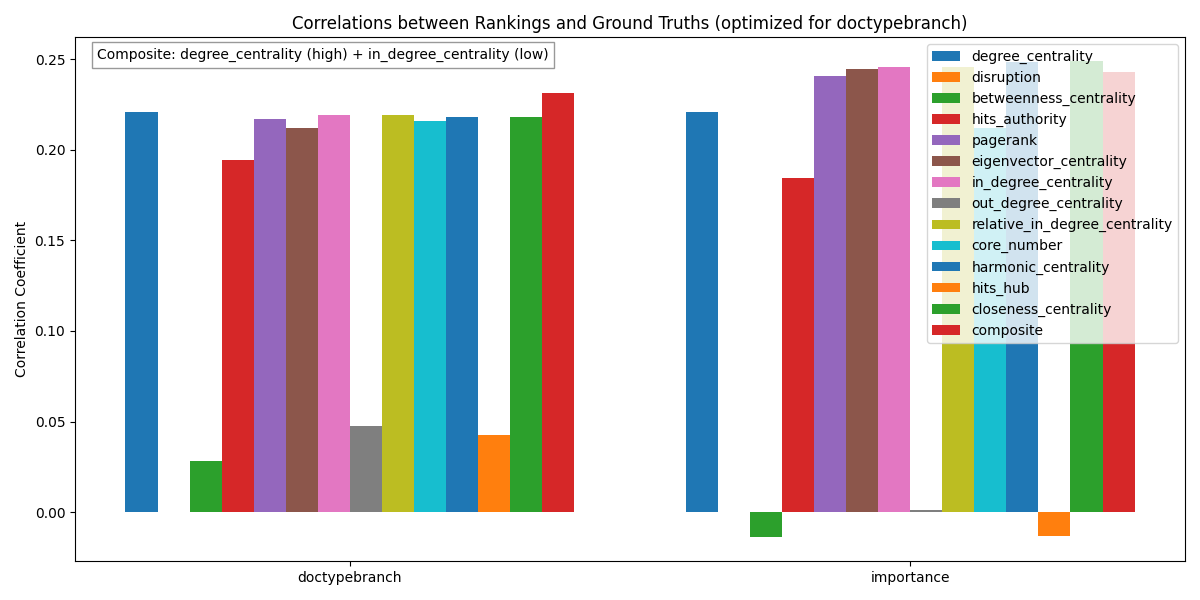 Correlations between Rankings and Ground Truths (optimized for doctypebranch)
Composite: degree_centrality (high) + in_degree_centrality (low)
degree_centrality
disruption
betweenness_centrality
hits_authority
pagerank
eigenvector_centrality
in_degree_centrality
out_degree_centrality
relative_in_degree_centrality
core_number
harmonic_centrality
hits_hub
closeness_centrality
composite
Correlation Coefficient
0.25
0.20
0.15
0.10
0.05
0.00
doctypebranch
importance